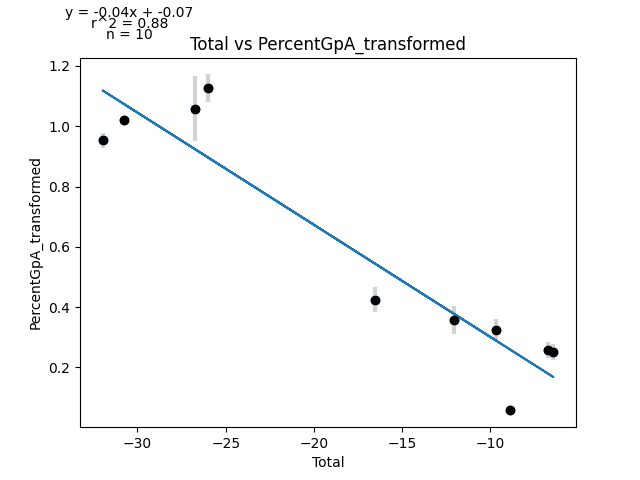 y = -0.04x + -0.07
r^2 = 0.88
n = 10
Total vs PercentGpA_transformed
PercentGpA_transformed
1.2
1.0
0.8
0.6
0.4
0.2
−30
−25
−20
−15
−10
Total